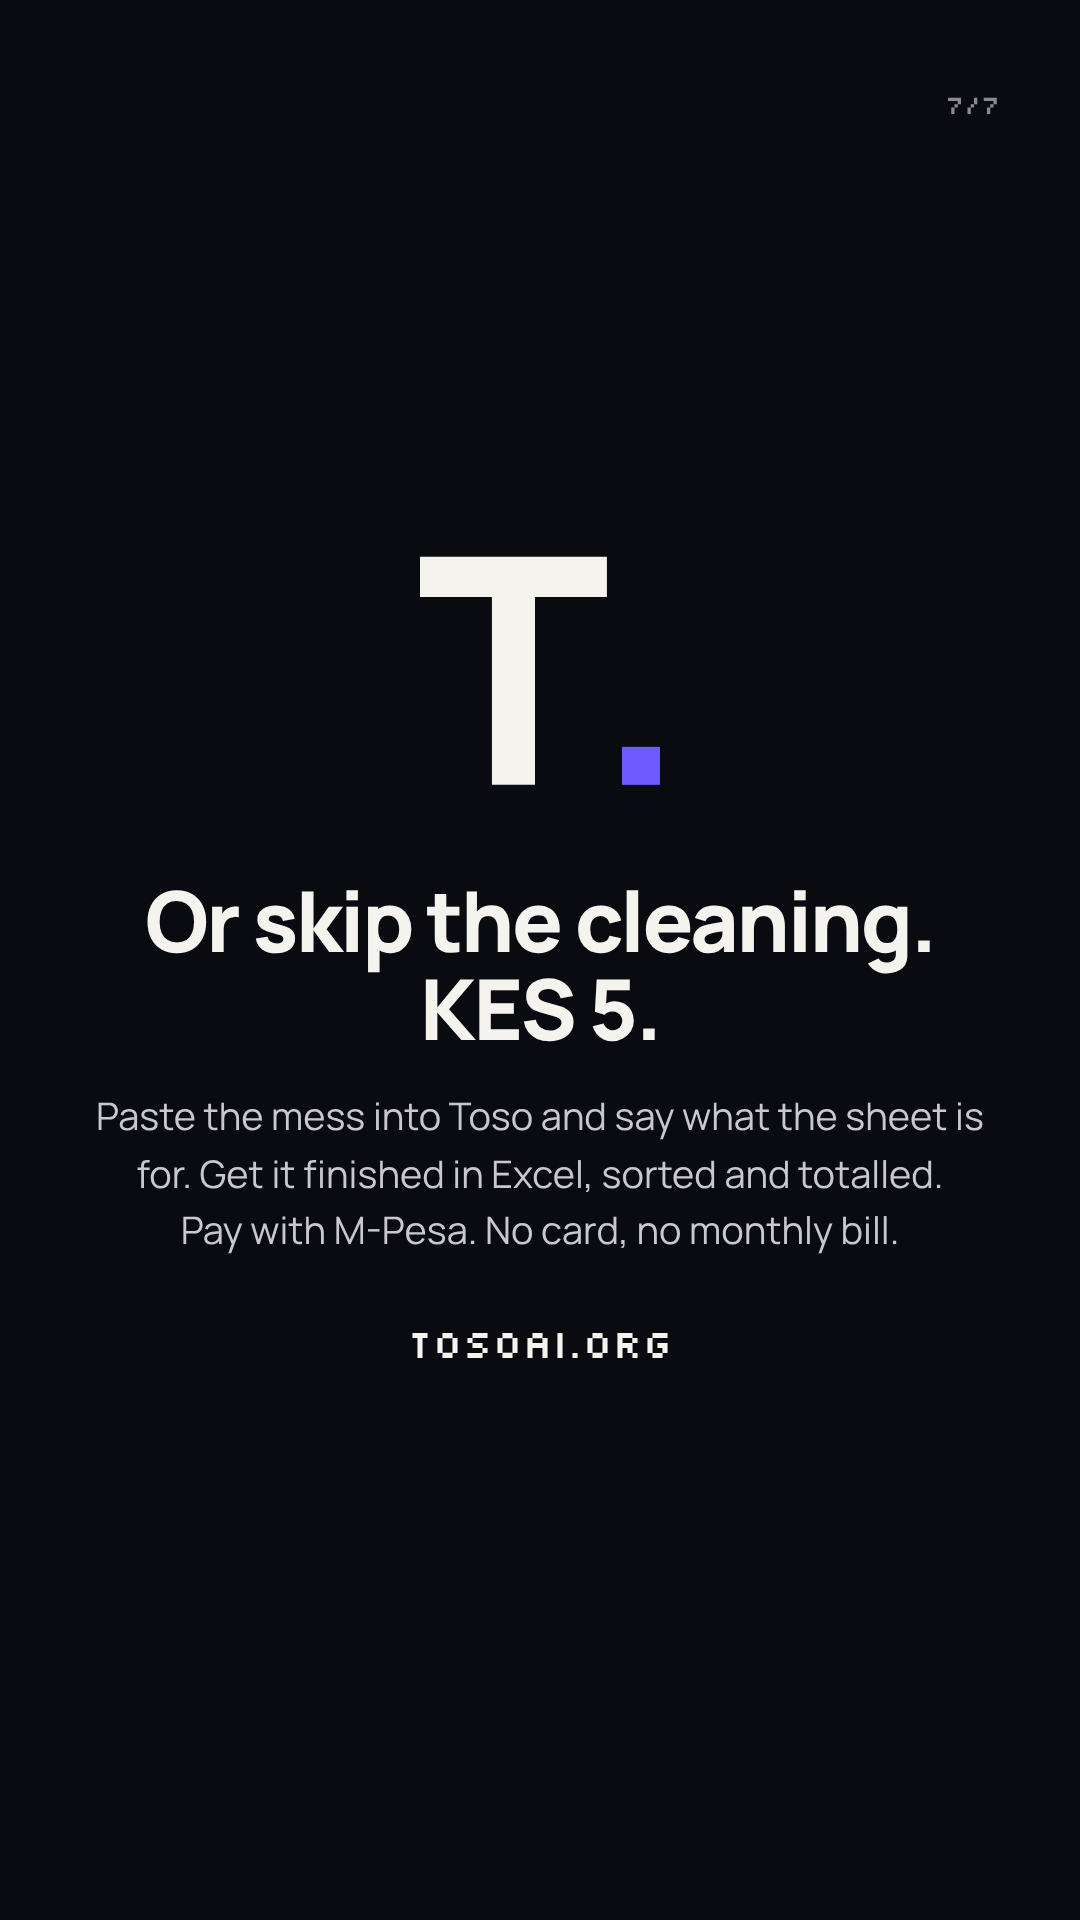 7/7
T.
Or skip the cleaning.
KES 5.
Paste the mess into Toso and say what the sheet is
for. Get it finished in Excel, sorted and totalled.
Pay with M-Pesa. No card, no monthly bill.
TOSOAI.ORG